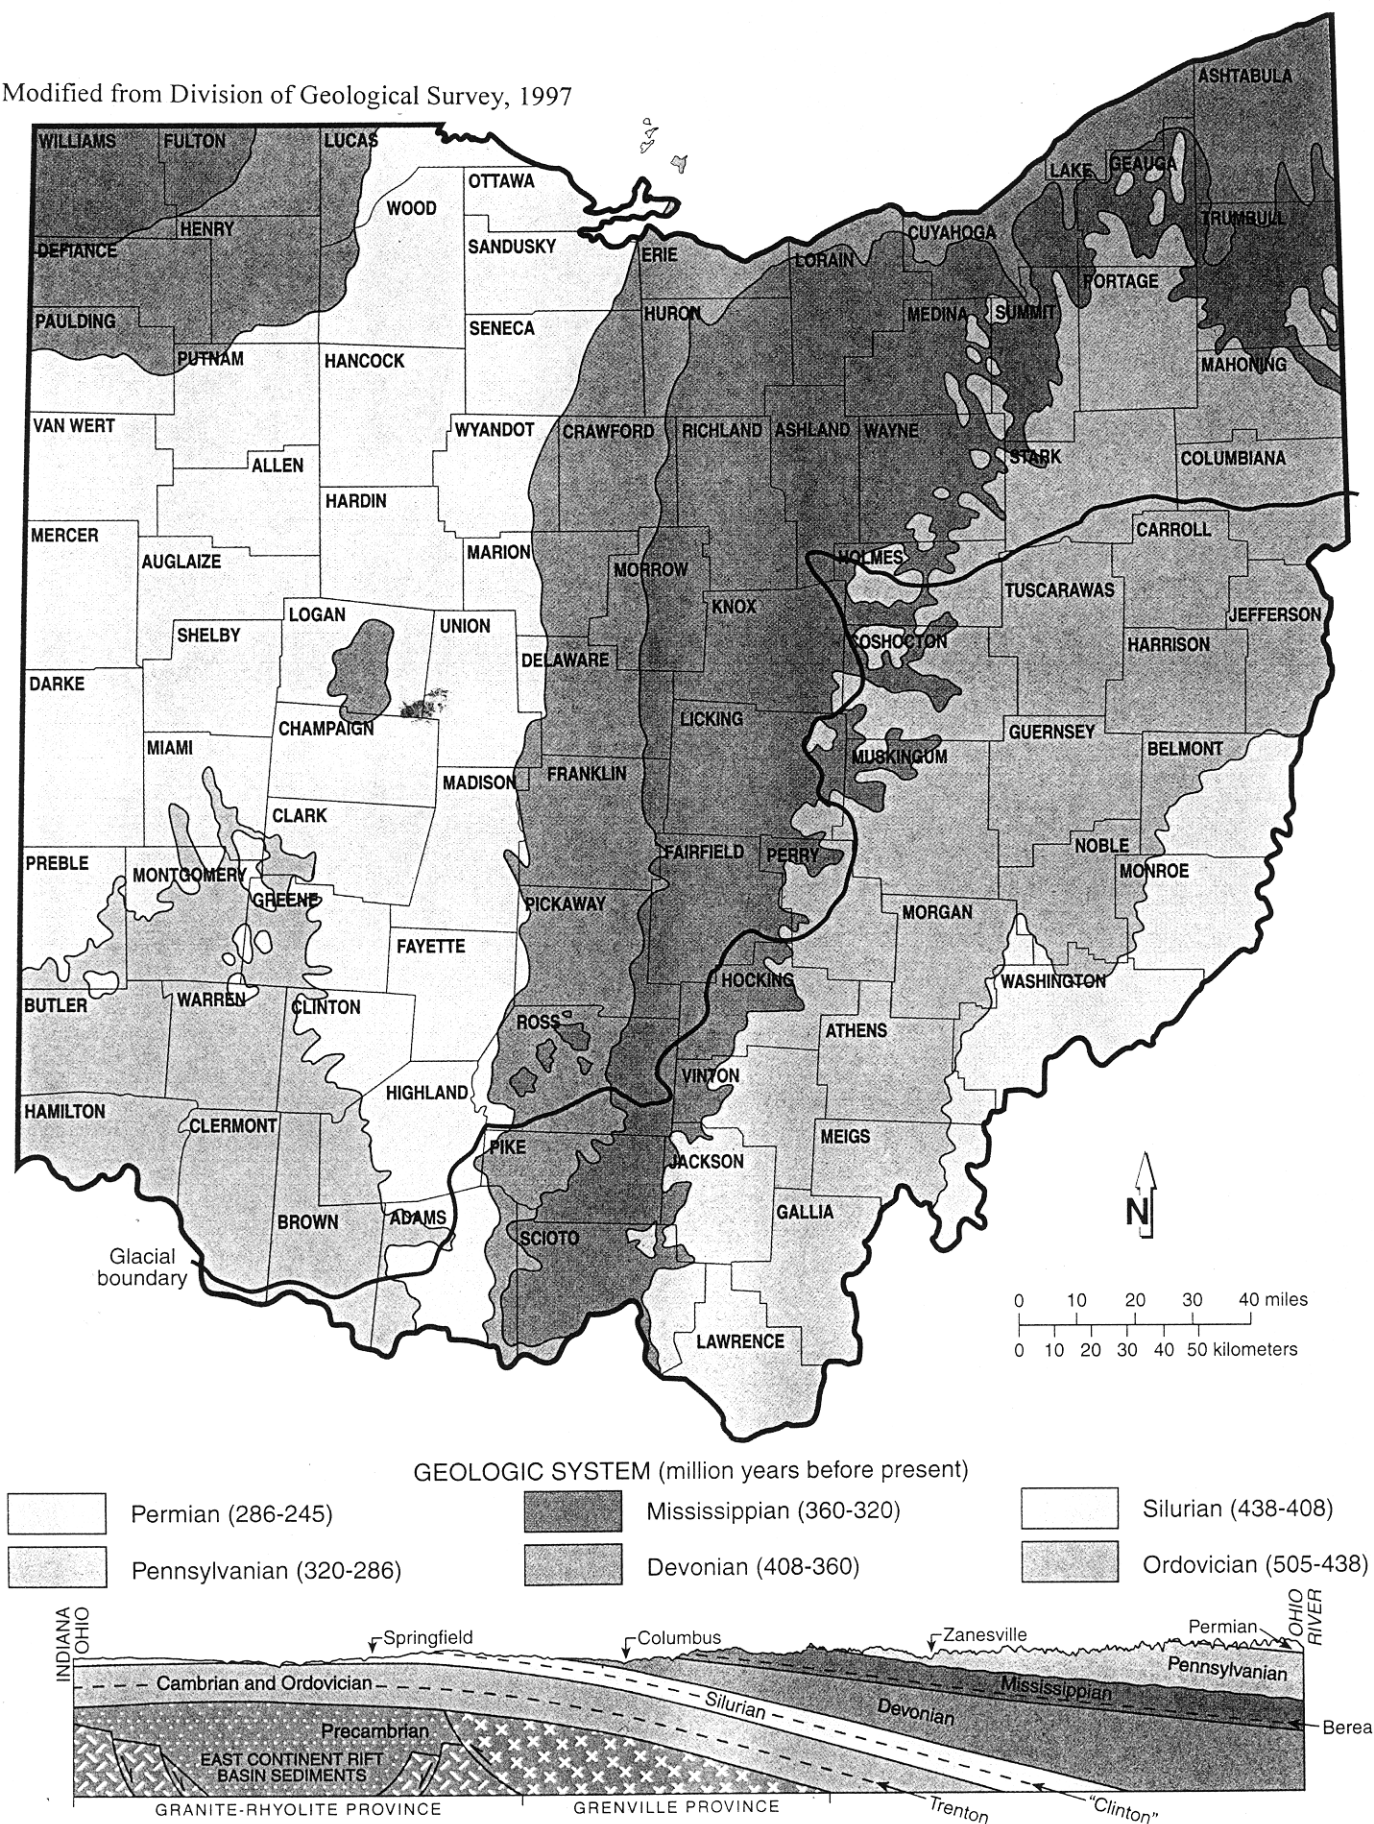 Modified from Division of Geological Survey, 1997
ASHTABULA
WILLIAMS
FULTON
LUCAS
LAKE
GEAUGA
OTTAWA
WOOD
TRUMBULL
HENRY
CUYAHOGA
SANDUSKY
DEFIANCE
ERIE
LORAIN
PORTAGE
PAULDING
HURON
MEDINA
SUMMIT
SENECA
PUTNAM
HANCOCK
MAHONING
VAN WERT
WYANDOT
CRAWFORD
RICHLAND
ASHLAND
WAYNE
STARK
COLUMBIANA
ALLEN
HARDIN
CARROLL
MERCER
MARION
AUGLAIZE
HOLMES
MORROW
TUSCARAWAS
KNOX
LOGAN
UNION
JEFFERSON
SHELBY
COSHOCTON
HARRISON
DELAWARE
DARKE
LICKING
CHAMPAIGN
GUERNSEY
MIAMI
BELMONT
MUSKINGUM
FRANKLIN
MADISON
CLARK
NOBLE
FAIRFIELD
PERRY
PREBLE
MONROE
MONTGOMERY
GREENE
PICKAWAY
MORGAN
FAYETTE
HOCKING
WASHINGTON
BUTLER
WARREN
CLINTON
ROSS
ATHENS
VINTON
HIGHLAND
HAMILTON
CLERMONT
MEIGS
PIKE
JACKSON
GALLIA
BROWN
ADAMS
SCIOTO
N
Glacial
boundary
0 10 20 30 40 miles
LAWRENCE
0 10 20 30 40 50 kilometers
GEOLOGIC SYSTEM (million years before present)
Permian (286-245)
Mississippian (360-320)
Silurian (438-408)
Pennsylvanian (320-286)
Devonian (408-360)
Ordovician (505-438)
INDIANA
OHIO
Springfield
Columbus
Zanesville
Permian
OHIO
RIVER
Pennsylvanian
Cambrian and Ordovician
Mississippian
Silurian
Devonian
Berea
Precambrian
EAST CONTINENT RIFT
BASIN SEDIMENTS
GRANITE-RHYOLITE PROVINCE
GRENVILLE PROVINCE
Trenton
"Clinton"